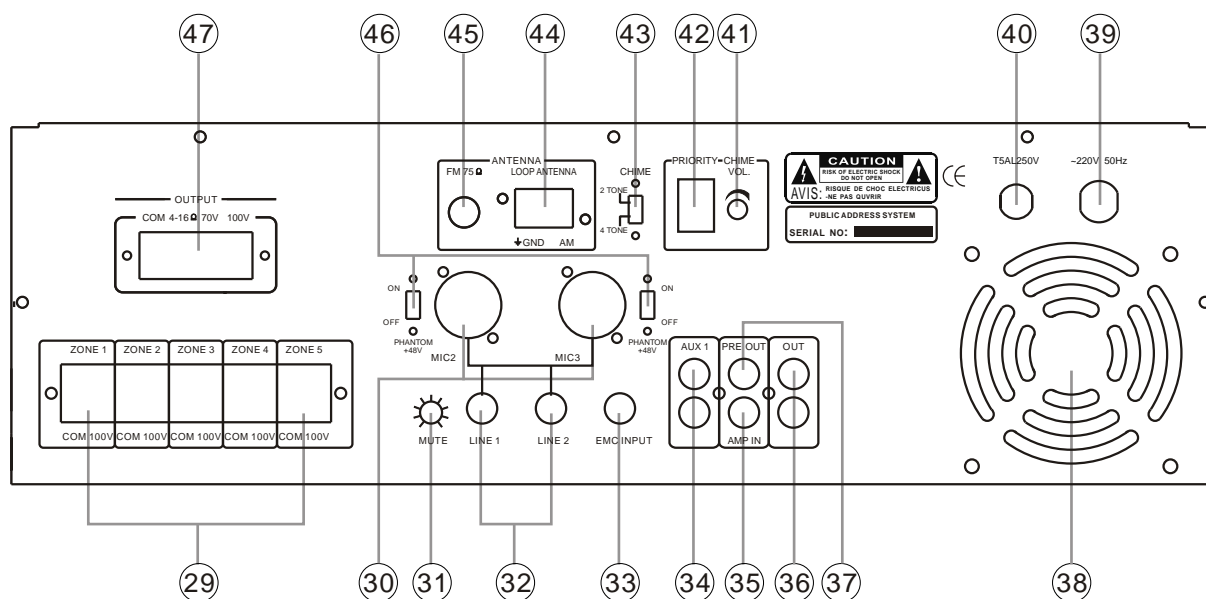 47
46
45
44
43
42
41
40
39
OUTPUT
COM 4-16Ω 70V 100V
ANTENNA
FM 75Ω
LOOP ANTENNA
GND AM
CHIME
2 TONE
4 TONE
PRIORITY CHIME
VOL.
CAUTION
RISK OF ELECTRIC SHOCK
DO NOT OPEN
AVIS: RISQUE DE CHOC ELECTRICUS
-NE PAS QUVRIR
CE
PUBLIC ADDRESS SYSTEM
SERIAL NO:
T5AL250V
~220V 50Hz
ON
OFF
PHANTOM
+48V
MIC2
MIC3
ON
OFF
PHANTOM
+48V
ZONE 1 ZONE 2 ZONE 3 ZONE 4 ZONE 5
COM 100V COM 100V COM 100V COM 100V COM 100V
MUTE
LINE 1
LINE 2
EMC INPUT
AUX 1
PRE OUT
OUT
AMP IN
29
30
31
32
33
34
35
36
37
38